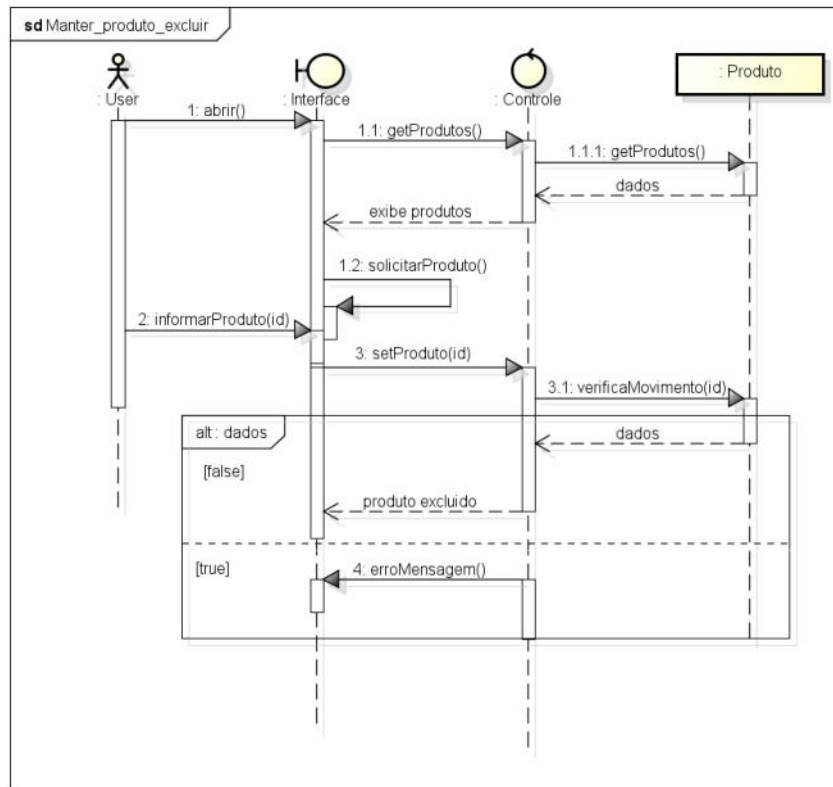 sd Manter_produto_excluir
: User
: Interface
: Controle
: Produto
1: abrir()
1.1: getProdutos()
1.1.1: getProdutos()
dados
exibe produtos
1.2: solicitarProduto()
2: informarProduto(id)
3: setProduto(id)
3.1: verificaMovimento(id)
alt : dados
dados
[false]
produto excluido
[true]
4: erroMensagem()